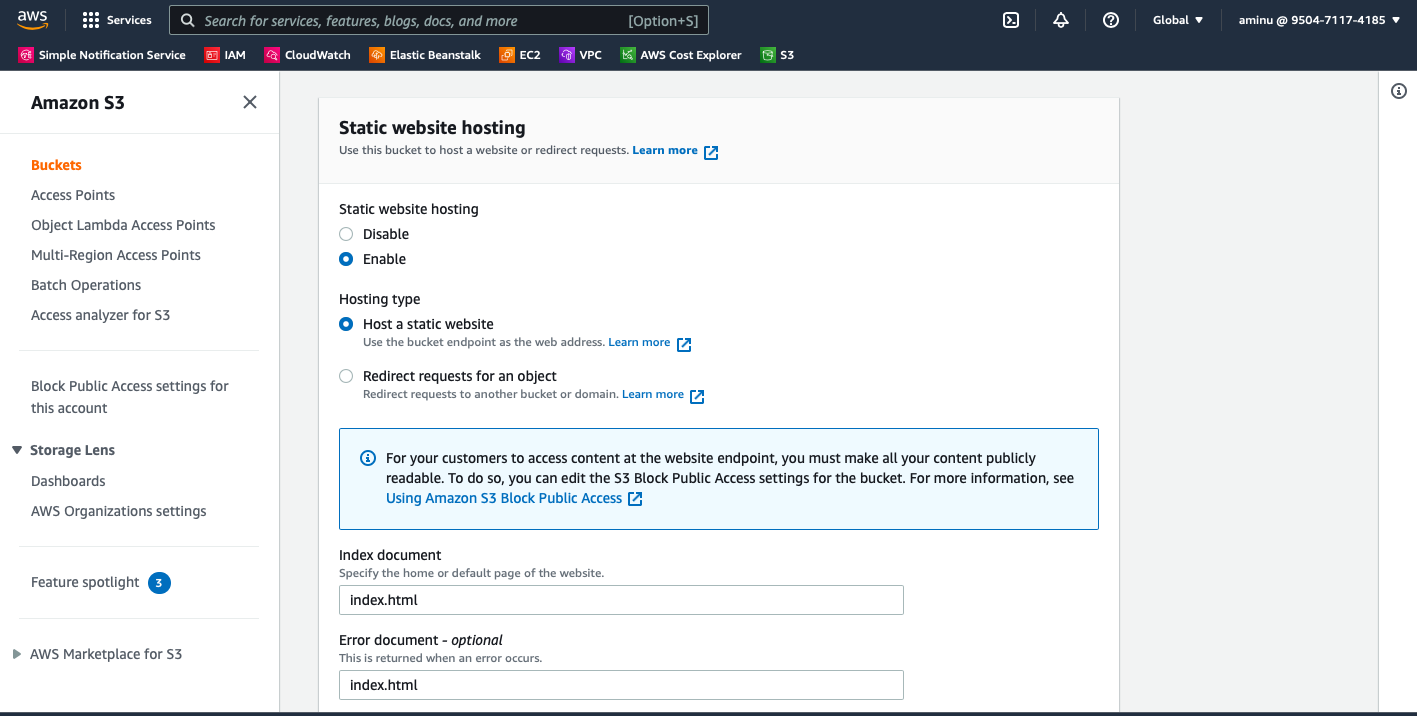 aws
Services
Search for services, features, blogs, docs, and more
[Option+S]
Global
aminu @ 9504-7117-4185
Simple Notification Service
IAM
CloudWatch
Elastic Beanstalk
EC2
VPC
AWS Cost Explorer
S3
Amazon S3
Buckets
Access Points
Object Lambda Access Points
Multi-Region Access Points
Batch Operations
Access analyzer for S3
Block Public Access settings for
this account
Storage Lens
Dashboards
AWS Organizations settings
Feature spotlight 3
AWS Marketplace for S3
Static website hosting
Use this bucket to host a website or redirect requests. Learn more
Static website hosting
Disable
Enable
Hosting type
Host a static website
Use the bucket endpoint as the web address. Learn more
Redirect requests for an object
Redirect requests to another bucket or domain. Learn more
For your customers to access content at the website endpoint, you must make all your content publicly
readable. To do so, you can edit the S3 Block Public Access settings for the bucket. For more information, see
Using Amazon S3 Block Public Access
Index document
Specify the home or default page of the website.
index.html
Error document - optional
This is returned when an error occurs.
index.html